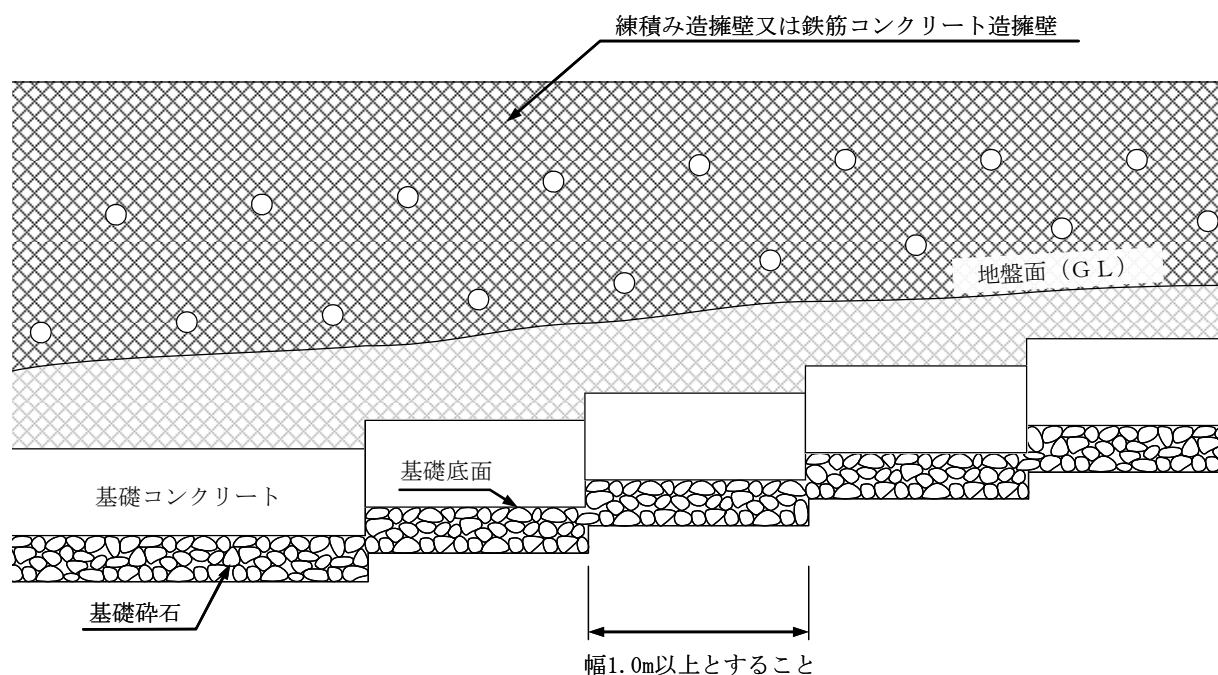 練積み造擁壁又は鉄筋コンクリート造擁壁
地盤面（ＧＬ）
基礎底面
基礎コンクリート
基礎砕石
幅1.0m以上とすること